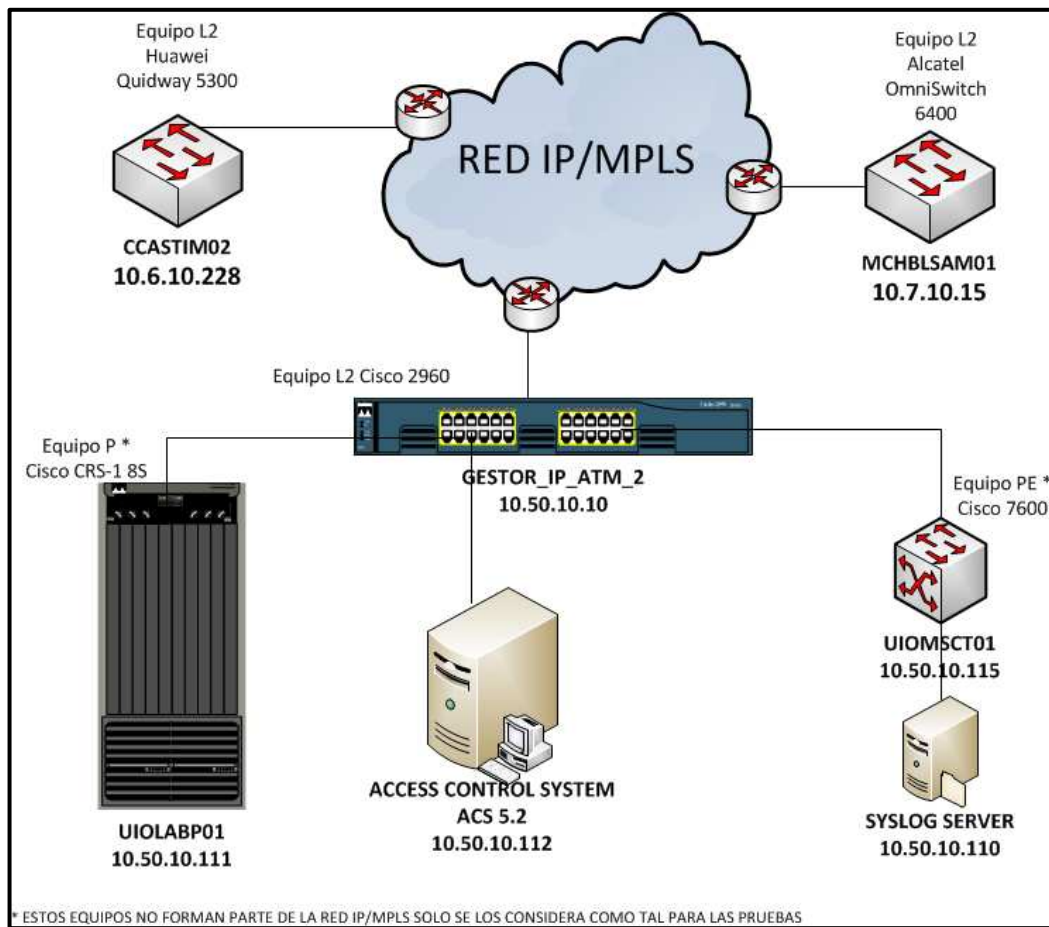 Equipo L2
Huawei
Quidway 5300
Equipo L2
Alcatel
OmniSwitch
6400
RED IP/MPLS
CCASTIM02
10.6.10.228
MCHBLSAM01
10.7.10.15
Equipo L2 Cisco 2960
Equipo P *
Cisco CRS-1 8S
GESTOR_IP_ATM_2
10.50.10.10
Equipo PE *
Cisco 7600
UIOMSCT01
10.50.10.115
ACCESS CONTROL SYSTEM
ACS 5.2
10.50.10.112
SYSLOG SERVER
10.50.10.110
UIOLABP01
10.50.10.111
* ESTOS EQUIPOS NO FORMAN PARTE DE LA RED IP/MPLS SOLO SE LOS CONSIDERA COMO TAL PARA LAS PRUEBAS